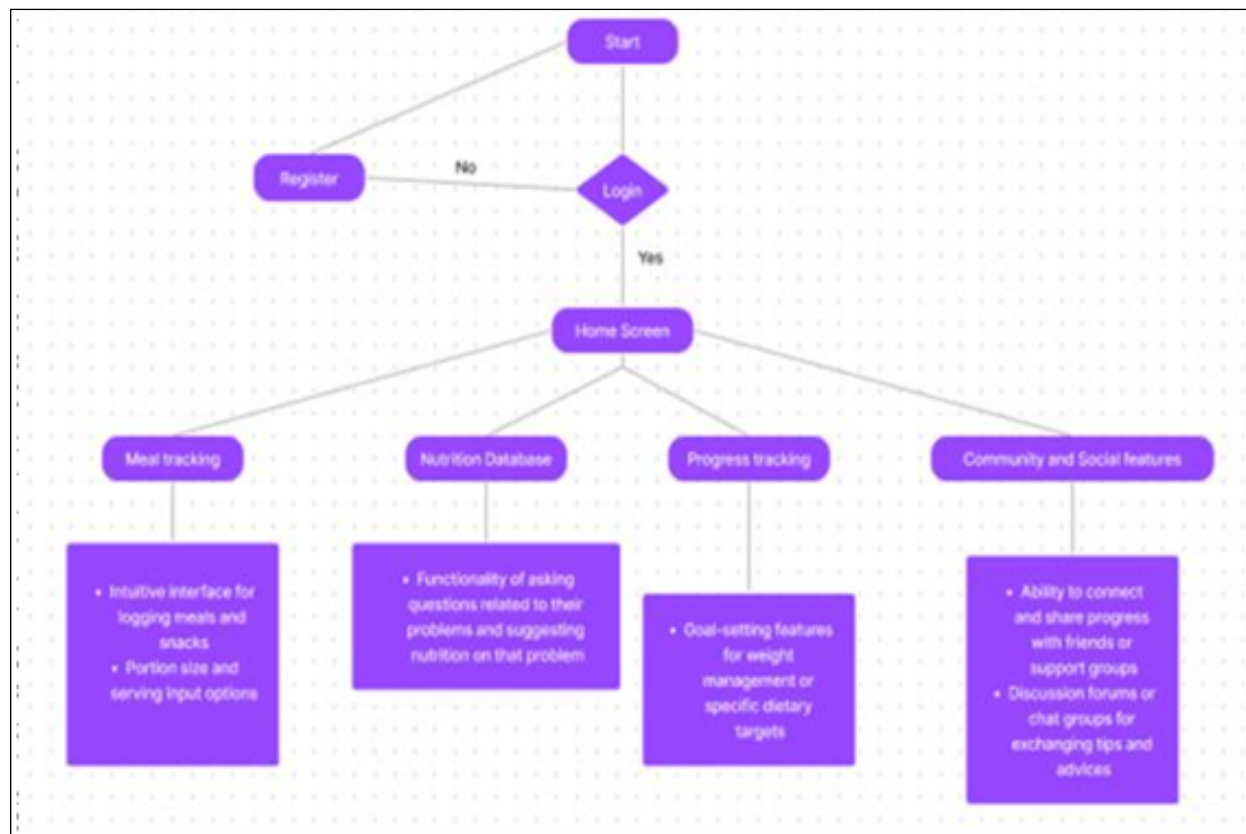 Start
Register
No
Login
Yes
Home Screen
Meal tracking
Nutrition Database
Progress tracking
Community and Social features
• Intuitive interface for
logging meals and
snacks
• Portion size and
serving input options
• Functionality of asking
questions related to their
problems and suggesting
nutrition on that problem
• Goal-setting features
for weight
management or
specific dietary
targets
• Ability to connect
and share progress
with friends or
support groups
• Discussion forums or
chat groups for
exchanging tips and
advices